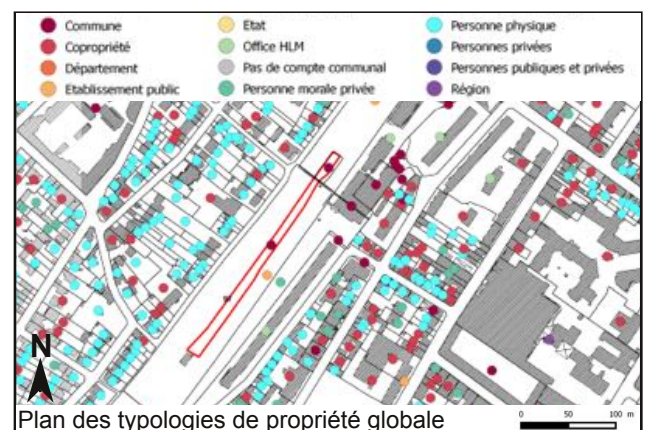 Commune
Copropriété
Département
Etablissement public
Etat
Office HLM
Pas de compte communal
Personne morale privée
Personne physique
Personnes privées
Personnes publiques et privées
Région
N
Plan des typologies de propriété globale
0 50 100 m